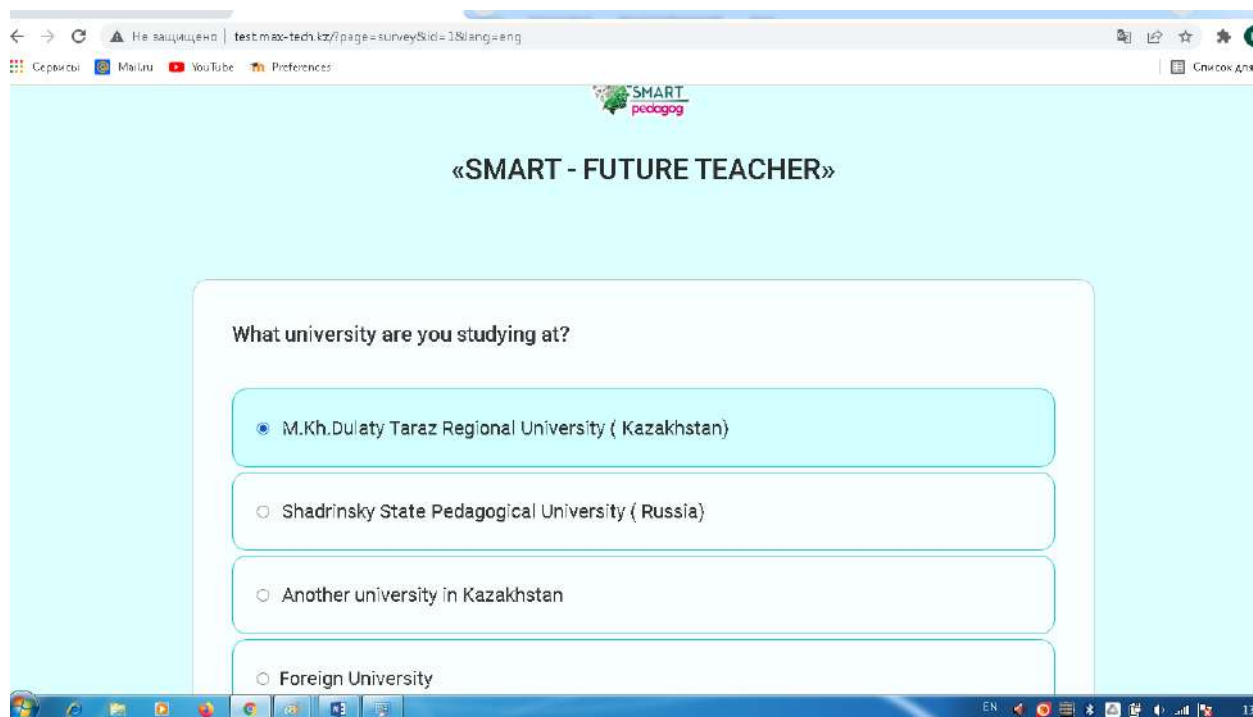 Не защищено | test.max-tech.kz/?page=survey&id=1&lang=eng
Сервисы Mail.ru YouTube Preferences Список для
SMART
pedagog
«SMART - FUTURE TEACHER»
What university are you studying at?
M.Kh.Dulaty Taraz Regional University ( Kazakhstan)
Shadrinsky State Pedagogical University ( Russia)
Another university in Kazakhstan
Foreign University
EN